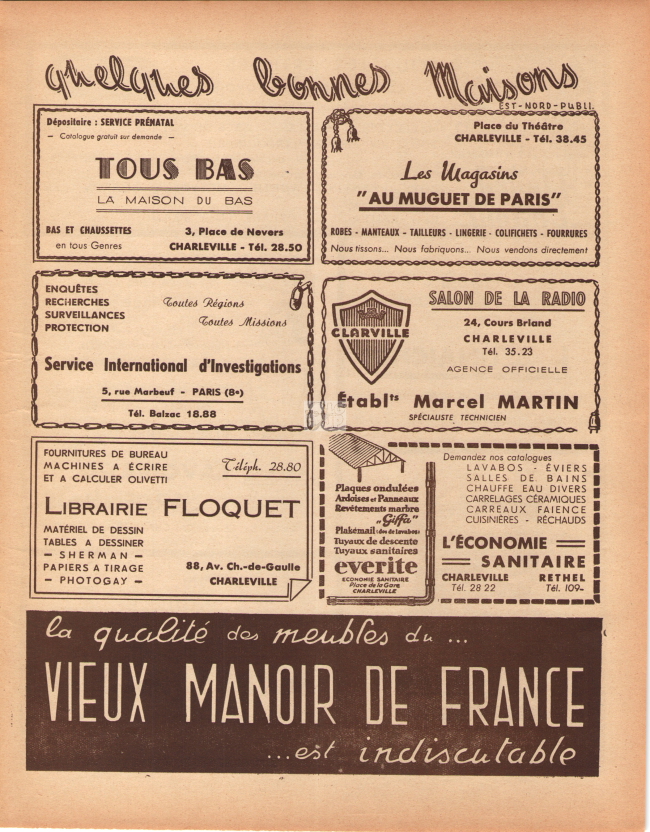 quelques bonnes Maisons
EST-NORD-PUBLI.
Dépositaire : SERVICE PRÉNATAL
— Catalogue gratuit sur demande —
TOUS BAS
LA MAISON DU BAS
BAS ET CHAUSSETTES
en tous Genres
3, Place de Nevers
CHARLEVILLE - Tél. 28.50
Place du Théâtre
CHARLEVILLE - Tél. 38.45
Les Magasins
"AU MUGUET DE PARIS"
ROBES - MANTEAUX - TAILLEURS - LINGERIE - COLIFICHETS - FOURRURES
Nous tissons... Nous fabriquons... Nous vendons directement
ENQUÊTES
RECHERCHES
SURVEILLANCES
PROTECTION
Toutes Régions
Toutes Missions
Service International d'Investigations
5, rue Marbeuf - PARIS (8e)
Tél. Balzac 18.88
CLARVILLE
SALON DE LA RADIO
24, Cours Briand
CHARLEVILLE
Tél. 35.23
AGENCE OFFICIELLE
Établts Marcel MARTIN
SPÉCIALISTE TECHNICIEN
FOURNITURES DE BUREAU
MACHINES A ÉCRIRE
ET A CALCULER OLIVETTI
Téléph. 28.80
LIBRAIRIE FLOQUET
MATÉRIEL DE DESSIN
TABLES A DESSINER
— SHERMAN —
PAPIERS A TIRAGE
— PHOTOGAY —
88, Av. Ch.-de-Gaulle
CHARLEVILLE
Plaques ondulées
Ardoises et Panneaux
Revêtements marbre
"Giffa"
Plakémail (dos de lavabos)
Tuyaux de descente
Tuyaux sanitaires
everite
ECONOMIE SANITAIRE
Place de la Gare
CHARLEVILLE
Demandez nos catalogues
LAVABOS - ÉVIERS
SALLES DE BAINS
CHAUFFE EAU DIVERS
CARRELAGES CÉRAMIQUES
CARREAUX FAIENCE
CUISINIÈRES - RÉCHAUDS
L'ÉCONOMIE
SANITAIRE
CHARLEVILLE
Tél. 28 22
RETHEL
Tél. 109-
la qualité des meubles du ...
VIEUX MANOIR DE FRANCE
...est indiscutable